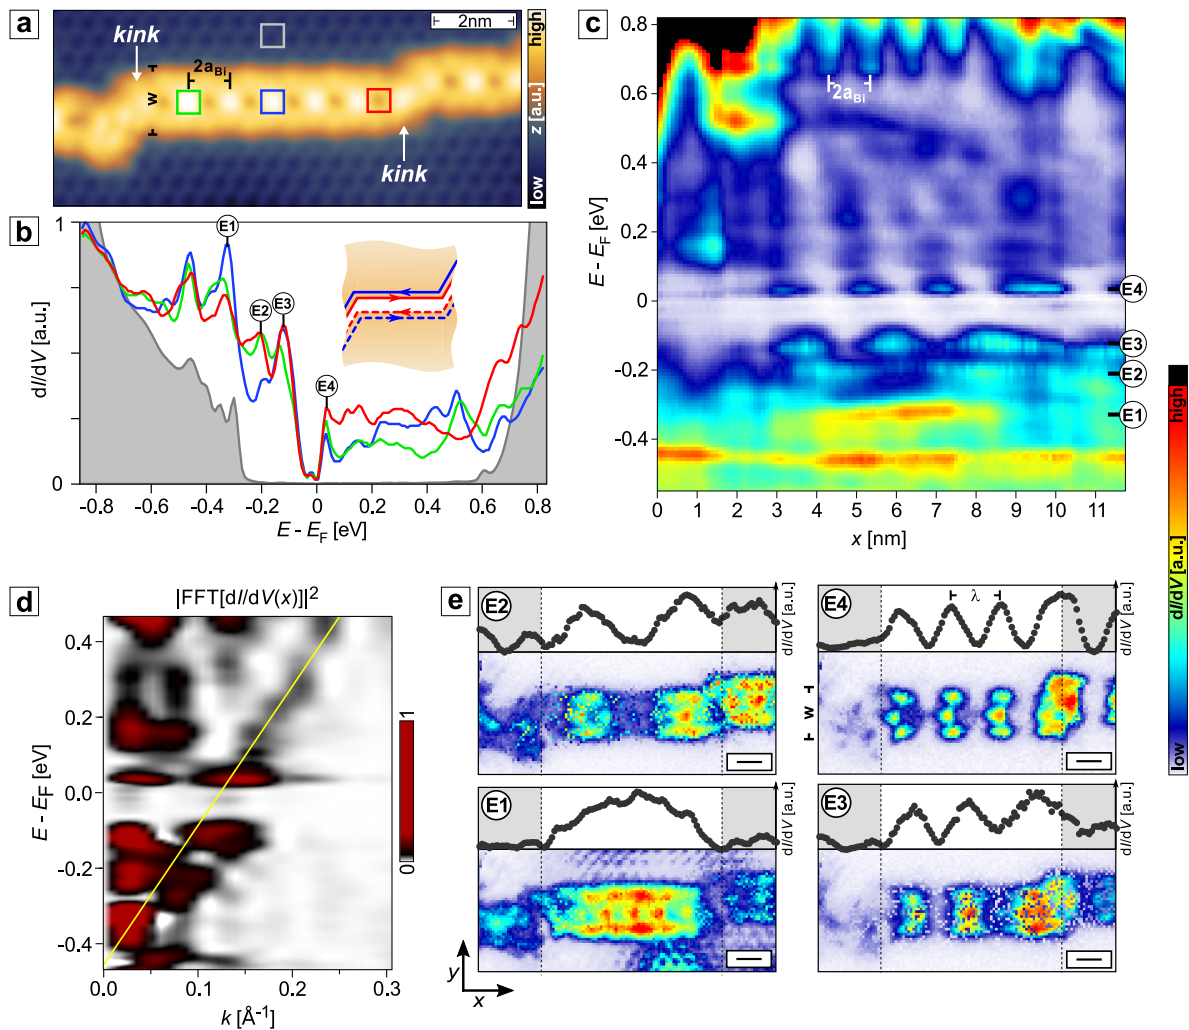 a
kink
2nm
high
2aBi
w
z [a.u.]
kink
low
b
1
dI/dV [a.u.]
0
E1
E2
E3
E4
-0.8 -0.6 -0.4 -0.2 0 0.2 0.4 0.6 0.8
E - EF [eV]
c
0.8
0.6
0.4
0.2
0
-0.2
-0.4
E - EF [eV]
2aBi
E4
E3
E2
E1
0 1 2 3 4 5 6 7 8 9 10 11
x [nm]
high
dI/dV [a.u.]
low
d
|FFT[dI/dV(x)]|2
0.4
0.2
0.0
-0.2
-0.4
E - EF [eV]
0.0 0.1 0.2 0.3
k [Å-1]
1
0
e
E2
dI/dV [a.u.]
E4
λ
dI/dV [a.u.]
w
E1
dI/dV [a.u.]
E3
dI/dV [a.u.]
y
x